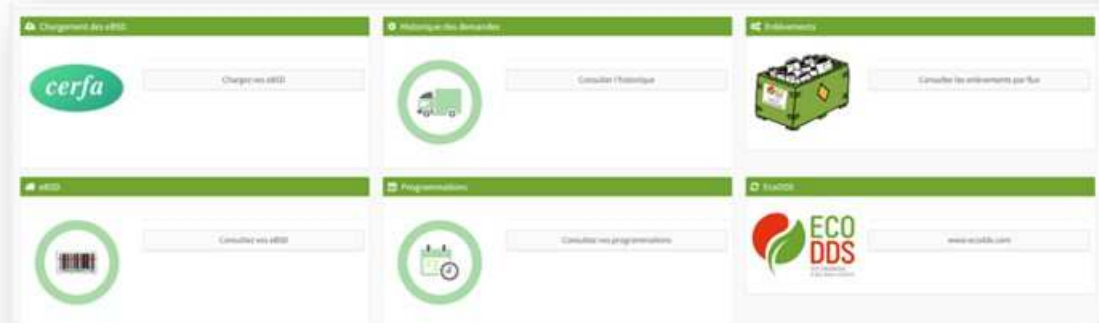 Chargement des eBSD
Historique des demandes
Enlèvements
cerfa
Chargez vos eBSD
Consulter l'historique
Consulter les enlèvements par flux
eBSD
Programmations
EcoDDS
Consultez vos eBSD
Consultez vos programmations
ECO
DDS
www.ecodds.com